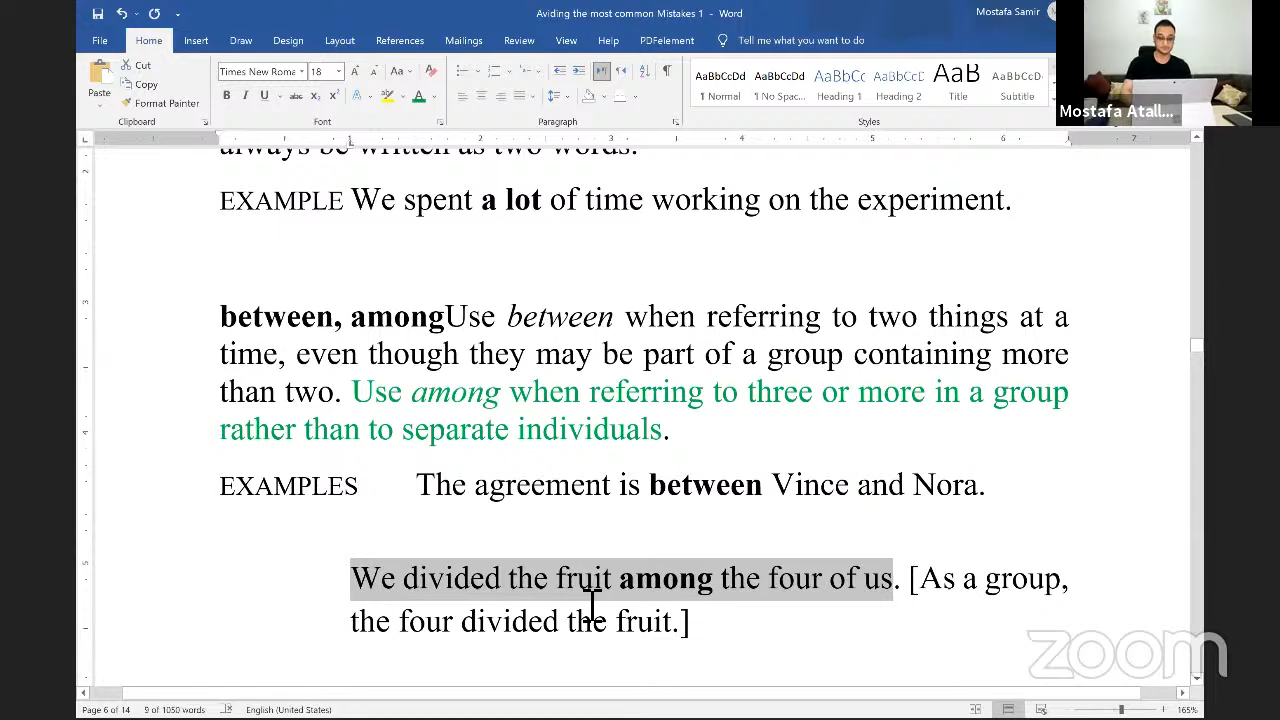 Aviding the most common Mistakes 1 - Word
Mostafa Samir
File Home Insert Draw Design Layout References Mailings Review View Help PDFelement Tell me what you want to do
Paste
Cut
Copy
Format Painter
Clipboard
Times New Roma
18
Font
Paragraph
AaBbCcDd AaBbCcDd AaBbCc AaBbCcD AaB AaBbCcD
¶ Normal ¶ No Spac... Heading 1 Heading 2 Title Subtitle
Styles
Mostafa Atall...
always be written as two words.
EXAMPLE We spent a lot of time working on the experiment.
between, amongUse between when referring to two things at a
time, even though they may be part of a group containing more
than two. Use among when referring to three or more in a group
rather than to separate individuals.
EXAMPLES The agreement is between Vince and Nora.
We divided the fruit among the four of us. [As a group,
the four divided the fruit.]
zoom
Page 6 of 14 9 of 1050 words English (United States) 165%